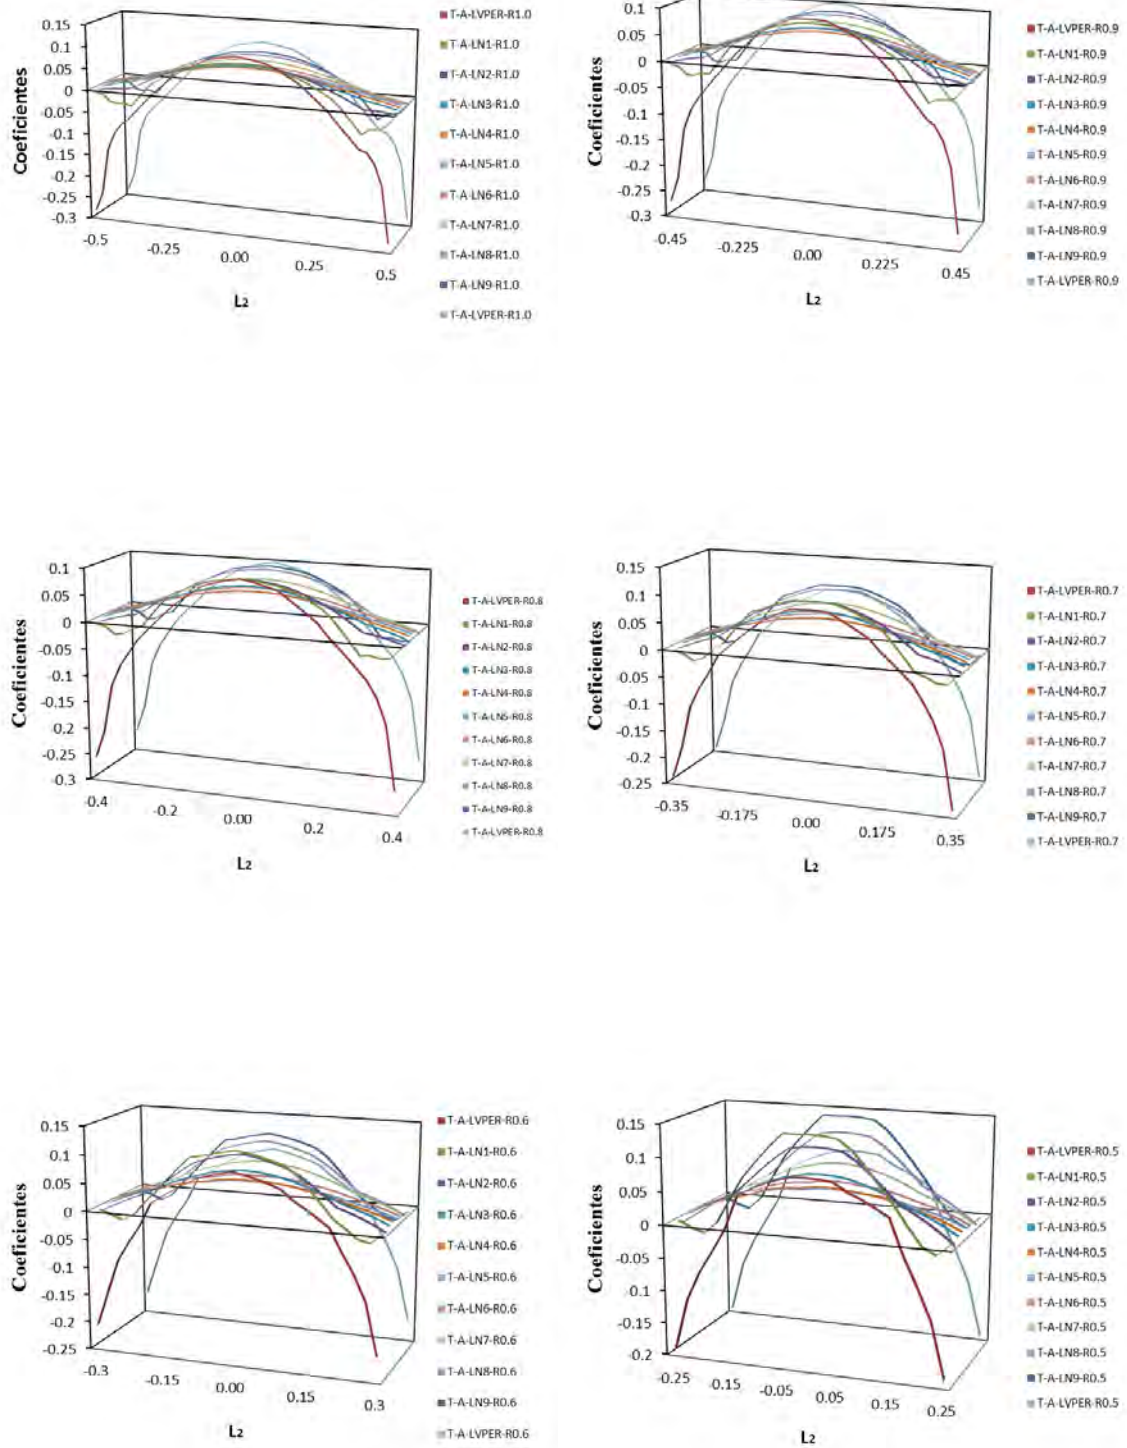 0.15
0.1
0.05
0
-0.05
-0.1
-0.15
-0.2
-0.25
-0.3
Coeficientes
-0.5
-0.25
0.00
0.25
0.5
L2
T-A-LVPER-R1.0
T-A-LN1-R1.0
T-A-LN2-R1.0
T-A-LN3-R1.0
T-A-LN4-R1.0
T-A-LN5-R1.0
T-A-LN6-R1.0
T-A-LN7-R1.0
T-A-LN8-R1.0
T-A-LN9-R1.0
T-A-LVPER-R1.0
0.1
0.05
0
-0.05
-0.1
-0.15
-0.2
-0.25
-0.3
Coeficientes
-0.45
-0.225
0.00
0.225
0.45
L2
T-A-LVPER-R0.9
T-A-LN1-R0.9
T-A-LN2-R0.9
T-A-LN3-R0.9
T-A-LN4-R0.9
T-A-LN5-R0.9
T-A-LN6-R0.9
T-A-LN7-R0.9
T-A-LN8-R0.9
T-A-LN9-R0.9
T-A-LVPER-R0.9
0.1
0.05
0
-0.05
-0.1
-0.15
0.2
-0.25
-0.3
Coeficientes
-0.4
-0.2
0.00
0.2
0.4
L2
T-A-LVPER-R0.8
T-A-LN1-R0.8
T-A-LN2-R0.8
T-A-LN3-R0.8
T-A-LN4-R0.8
T-A-LN5-R0.8
T-A-LN6-R0.8
T-A-LN7-R0.8
T-A-LN8-R0.8
T-A-LN9-R0.8
T-A-LVPER-R0.8
0.15
0.1
0.05
0
-0.05
-0.1
-0.15
-0.2
-0.25
Coeficientes
-0.35
-0.175
0.00
0.175
0.35
L2
T-A-LVPER-R0.7
T-A-LN1-R0.7
T-A-LN2-R0.7
T-A-LN3-R0.7
T-A-LN4-R0.7
T-A-LN5-R0.7
T-A-LN6-R0.7
T-A-LN7-R0.7
T-A-LN8-R0.7
T-A-LN9-R0.7
T-A-LVPER-R0.7
0.15
0.1
0.05
0
-0.05
0.1
-0.15
-0.2
-0.25
Coeficientes
-0.3
-0.15
0.00
0.15
0.3
L2
T-A-LVPER-R0.6
T-A-LN1-R0.6
T-A-LN2-R0.6
T-A-LN3-R0.6
T-A-LN4-R0.6
T-A-LN5-R0.6
T-A-LN6-R0.6
T-A-LN7-R0.6
T-A-LN8-R0.6
T-A-LN9-R0.6
T-A-LVPER-R0.6
0.15
0.1
0.05
0
-0.05
-0.1
-0.15
-0.2
Coeficientes
-0.25
-0.15
-0.05
0.05
0.15
0.25
L2
T-A-LVPER-R0.5
T-A-LN1-R0.5
T-A-LN2-R0.5
T-A-LN3-R0.5
T-A-LN4-R0.5
T-A-LN5-R0.5
T-A-LN6-R0.5
T-A-LN7-R0.5
T-A-LN8-R0.5
T-A-LN9-R0.5
T-A-LVPER-R0.5